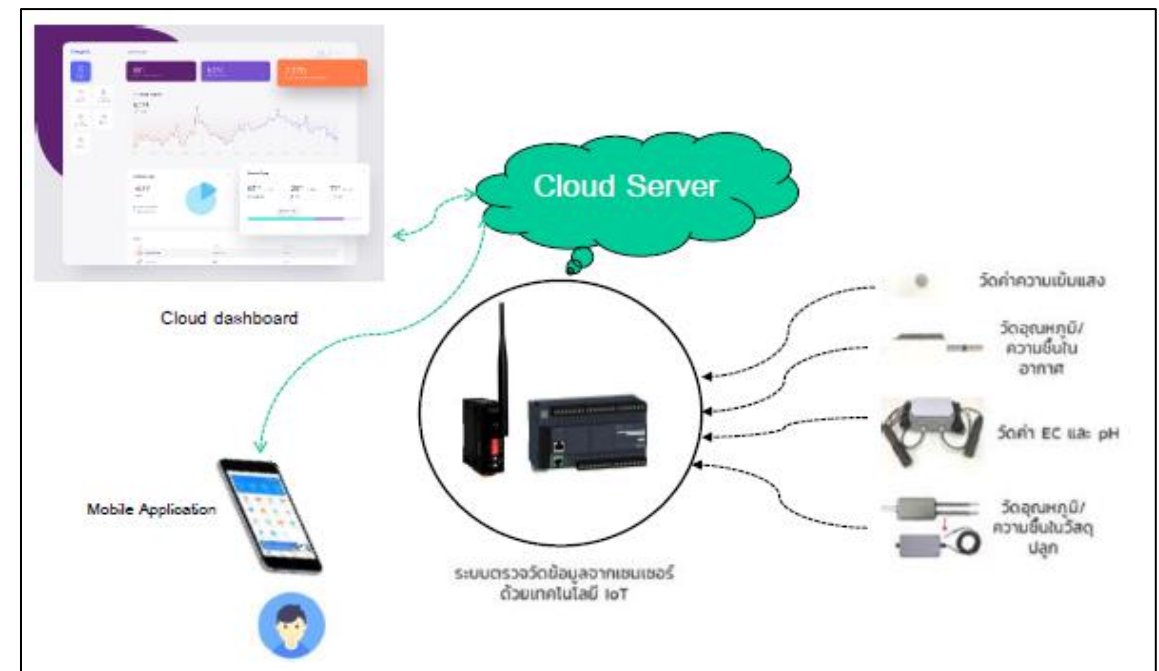 Cloud Server
Cloud dashboard
Mobile Application
วัดค่าความเข้มแสง
วัดอุณหภูมิ/
ความชื้นใน
อากาศ
วัดค่า EC และ pH
วัดอุณหภูมิ/
ความชื้นในวัสดุ
ปลูก
ระบบตรวจวัดข้อมูลจากเซนเซอร์
ด้วยเทคโนโลยี IoT